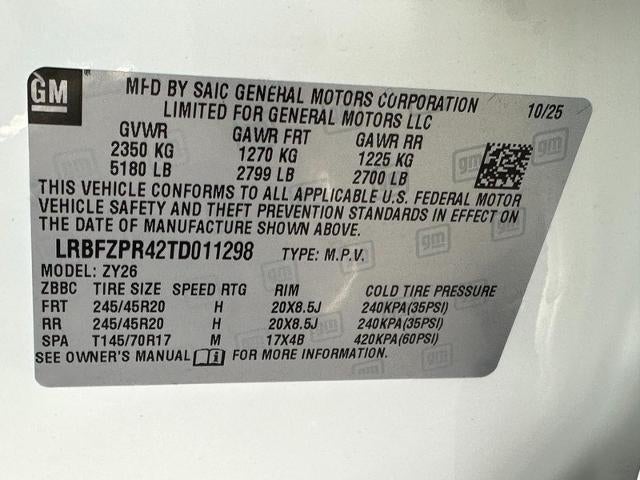 GM
MFD BY SAIC GENERAL MOTORS CORPORATION 10/25
LIMITED FOR GENERAL MOTORS LLC
GVWR GAWR FRT GAWR RR
2350 KG 1270 KG 1225 KG
5180 LB 2799 LB 2700 LB
THIS VEHICLE CONFORMS TO ALL APPLICABLE U.S. FEDERAL MOTOR
VEHICLE SAFETY AND THEFT PREVENTION STANDARDS IN EFFECT ON
THE DATE OF MANUFACTURE SHOWN ABOVE.
LRBFZPR42TD011298 TYPE: M.P.V.
MODEL: ZY26
ZBBC TIRE SIZE SPEED RTG RIM COLD TIRE PRESSURE
FRT 245/45R20 H 20X8.5J 240KPA(35PSI)
RR 245/45R20 H 20X8.5J 240KPA(35PSI)
SPA T145/70R17 M 17X4B 420KPA(60PSI)
SEE OWNER'S MANUAL FOR MORE INFORMATION.